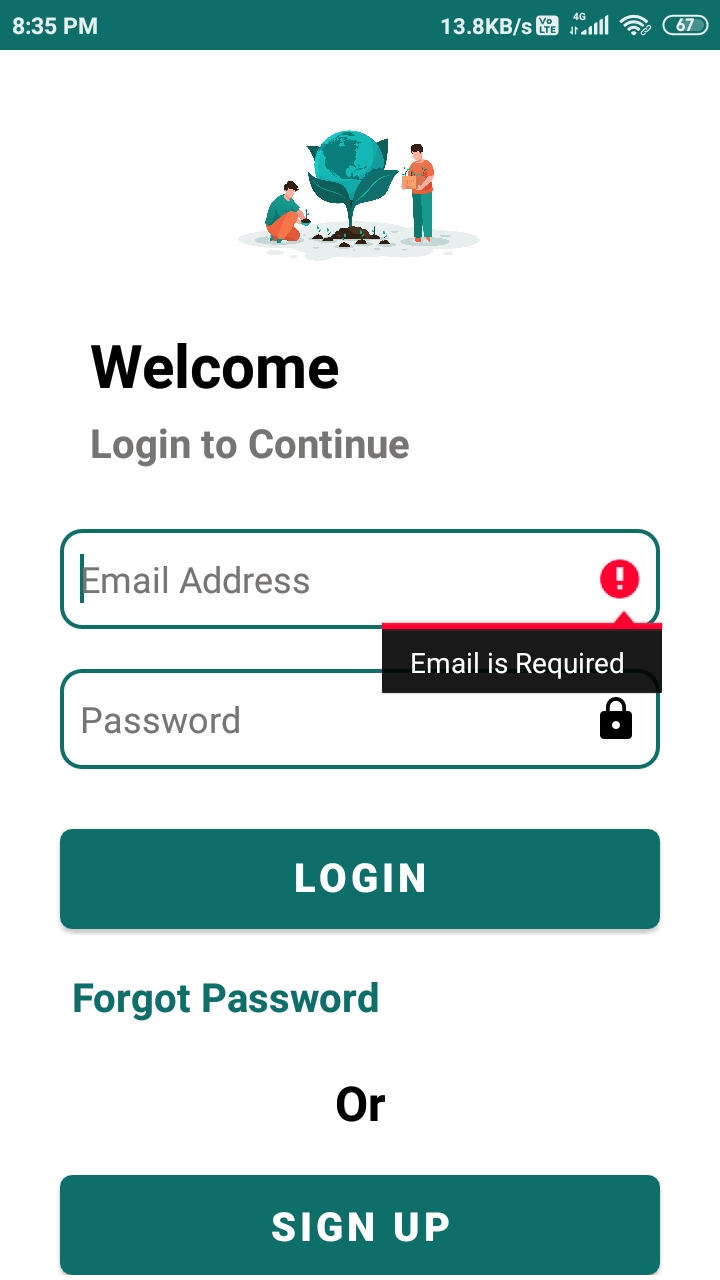 8:35 PM 13.8KB/s Vo LTE 4G 67
Welcome
Login to Continue
Email Address
Email is Required
Password
LOGIN
Forgot Password
Or
SIGN UP